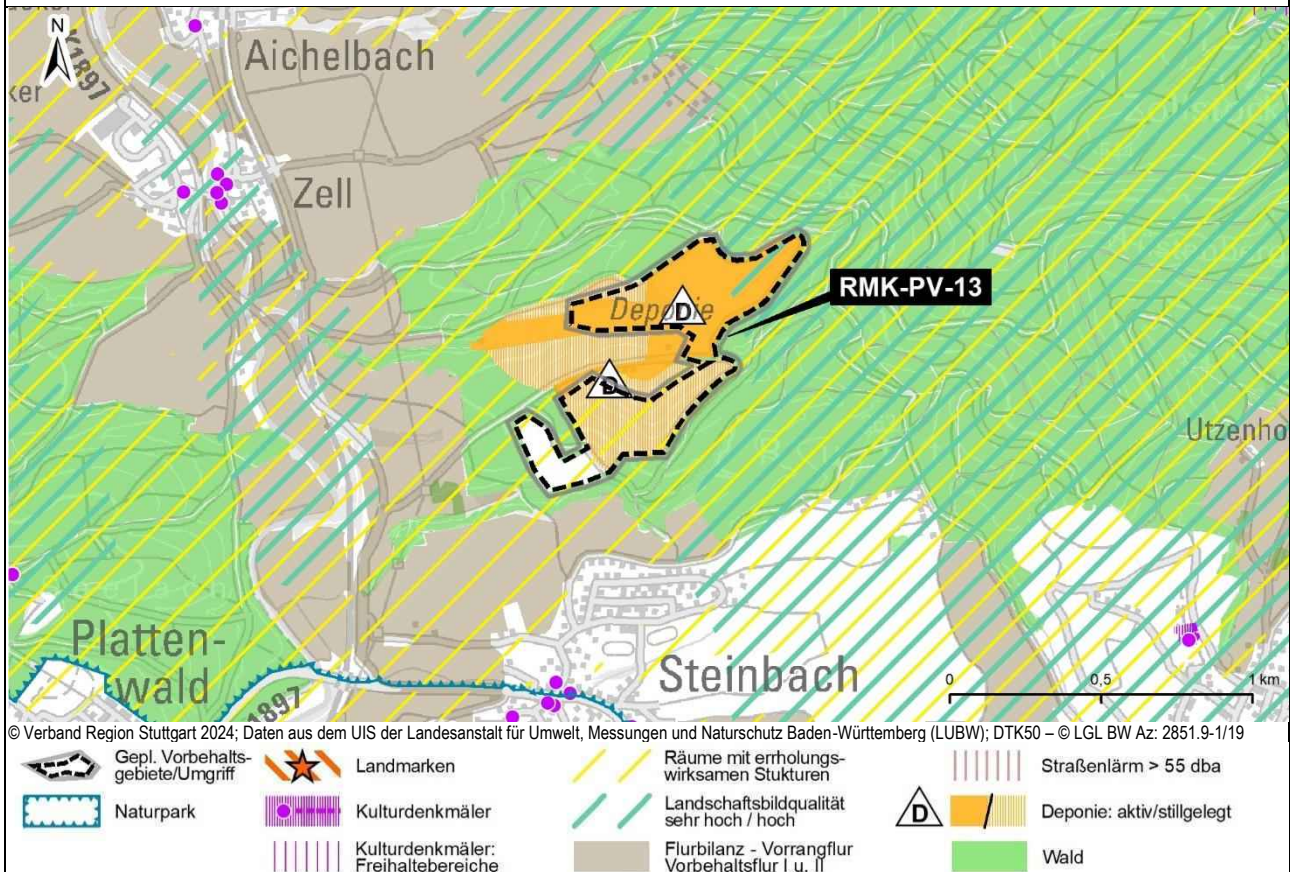 N
Aichelbach
K1897
Zell
Deponie
D
RMK-PV-13
D
Utzenho
Platten-
wald
1897
Steinbach
0 0,5 1 km
© Verband Region Stuttgart 2024; Daten aus dem UIS der Landesanstalt für Umwelt, Messungen und Naturschutz Baden-Württemberg (LUBW); DTK50 – © LGL BW Az: 2851.9-1/19
Gepl. Vorbehalts-
gebiete/Umgriff
Naturpark
Landmarken
Kulturdenkmäler
Kulturdenkmäler:
Freihaltebereiche
Räume mit errholungs-
wirksamen Stukturen
Landschaftsbildqualität
sehr hoch / hoch
Flurbilanz - Vorrangflur
Vorbehaltsflur I u. II
Straßenlärm > 55 dba
D
Deponie: aktiv/stillgelegt
Wald